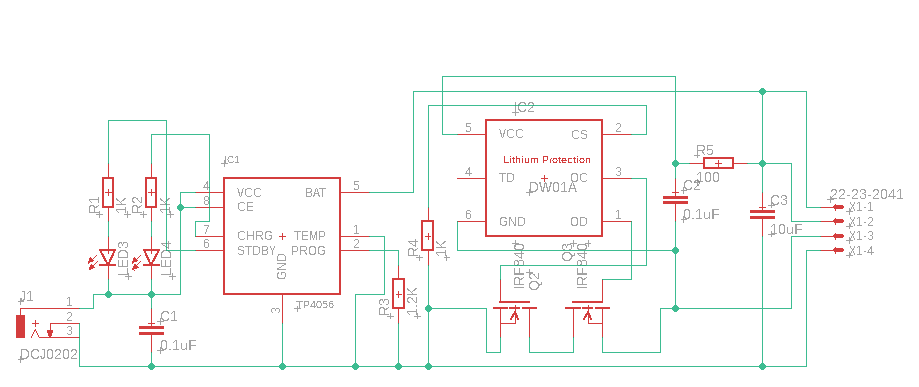 IC2
5 VCC CS 2
Lithium Protection
4 TD OC 3
DW01A
6 GND OD 1
R5
100
C2
0.1uF
C3
10uF
22-23-2041
X1-1
X1-2
X1-3
X1-4
IC1
4 VCC BAT 5
8 CE
7 CHRG TEMP 1
6 STDBY PROG 2
GND
3
TP4056
R1
1K
R2
1K
LED3
LED4
R4
1K
R3
1.2K
IRF840
Q2
Q3
IRF840
J1
1
2
3
DCJ0202
C1
0.1uF